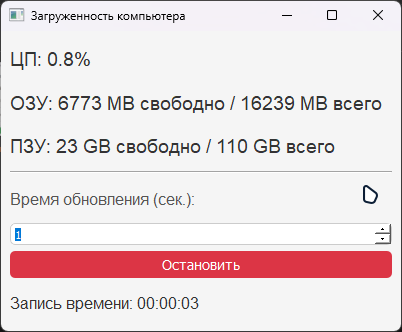 Загруженность компьютера
ЦП: 0.8%
ОЗУ: 6773 MB свободно / 16239 MB всего
ПЗУ: 23 GB свободно / 110 GB всего
Время обновления (сек.):
1
Остановить
Запись времени: 00:00:03